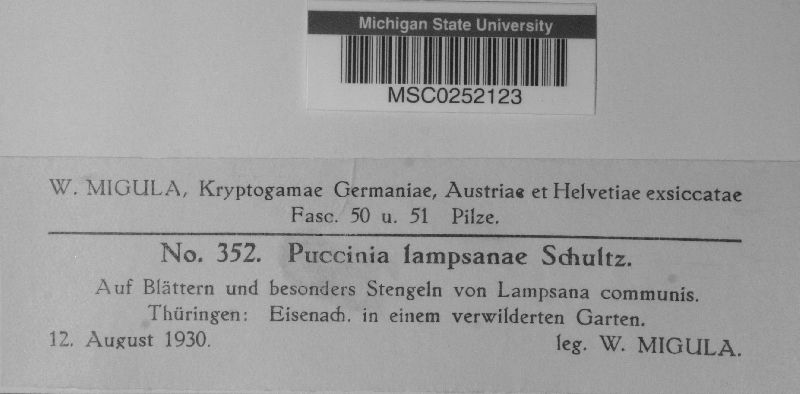 Michigan State University
MSC0252123
W. MIGULA, Kryptogamae Germaniae, Austriae et Helvetiae exsiccatae
Fasc. 50 u. 51 Pilze.
No. 352. Puccinia lampsanae Schultz.
Auf Blättern und besonders Stengeln von Lampsana communis.
Thüringen: Eisenach. in einem verwilderten Garten.
12. August 1930. leg. W. MIGULA.